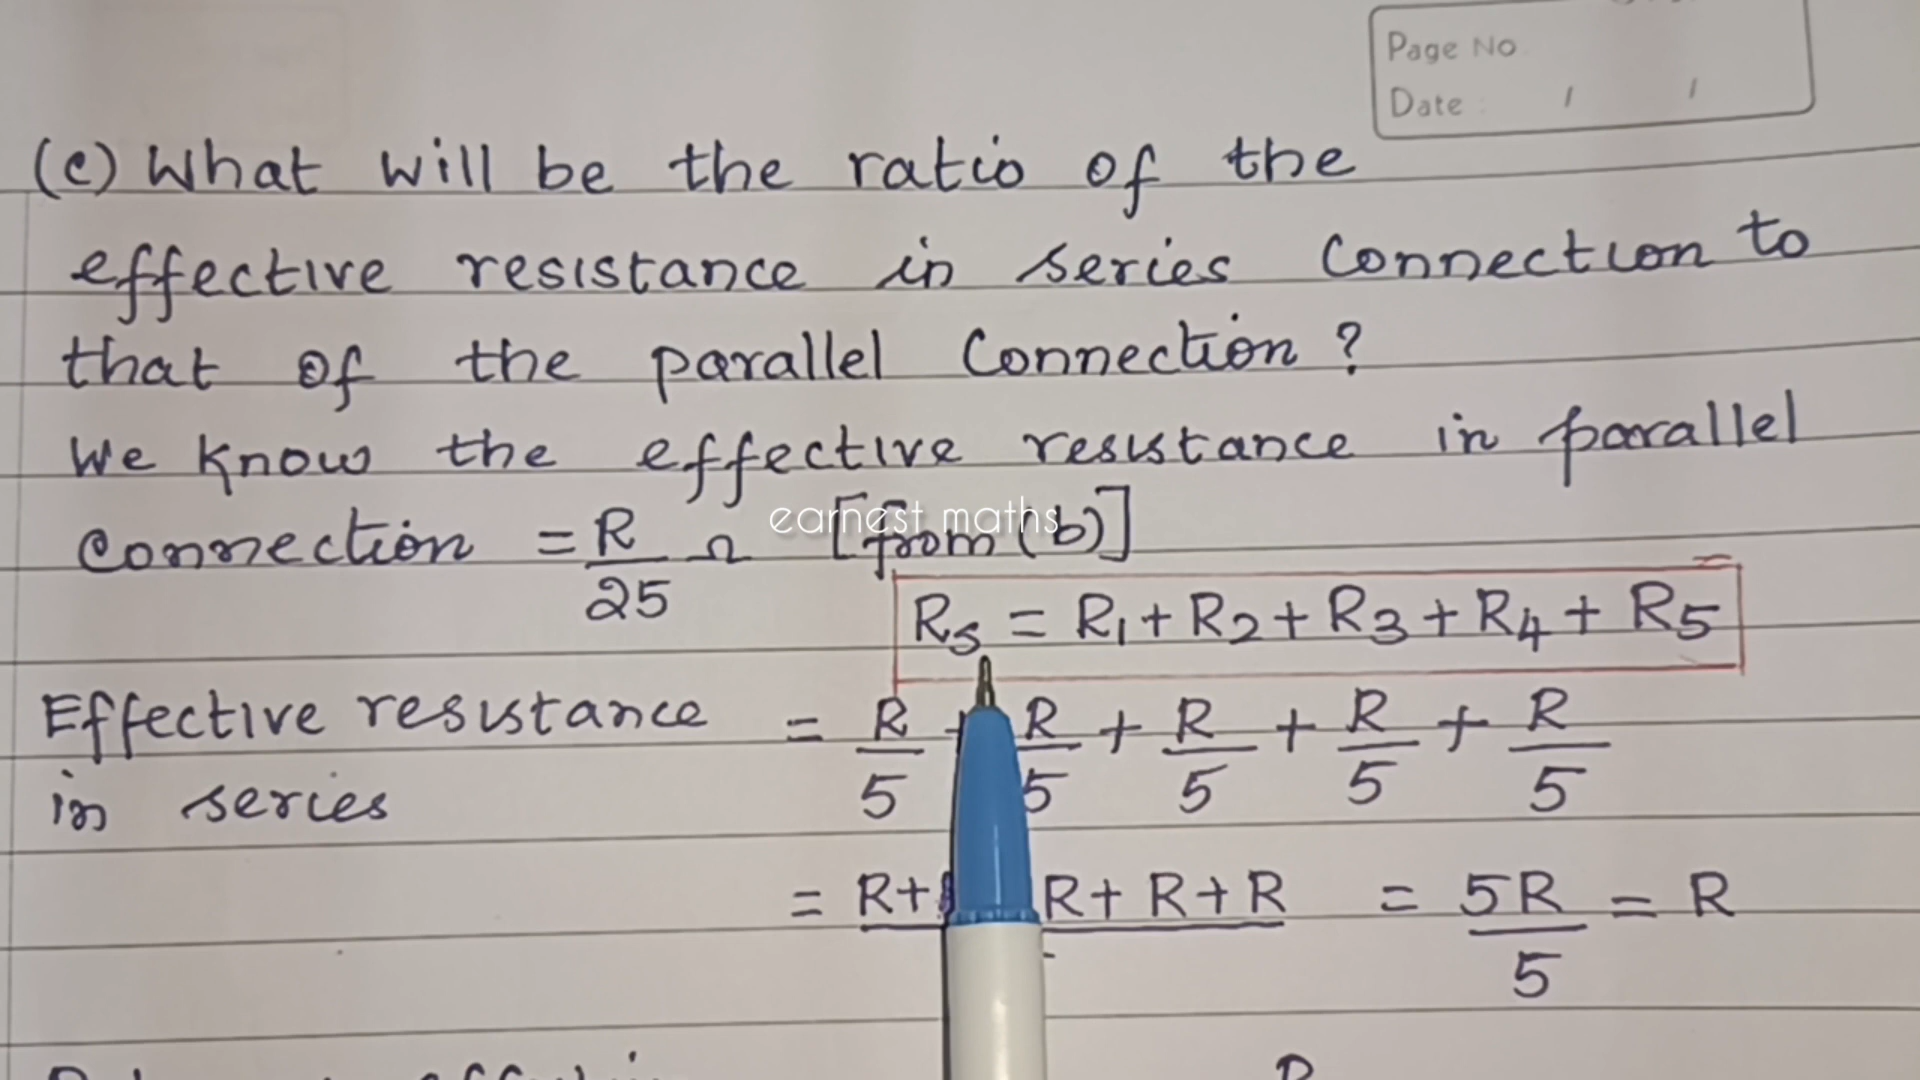 Page No
Date : / /
(c) What will be the ratio of the
effective resistance in series connection to
that of the parallel connection ?
We know the effective resistance in parallel
connection = R/25 Ω [from (b)]
earnest maths
Rs = R1 + R2 + R3 + R4 + R5
Effective resistance = R/5 + R/5 + R/5 + R/5 + R/5
in series
= R+ R+ R+R = 5R/5 = R